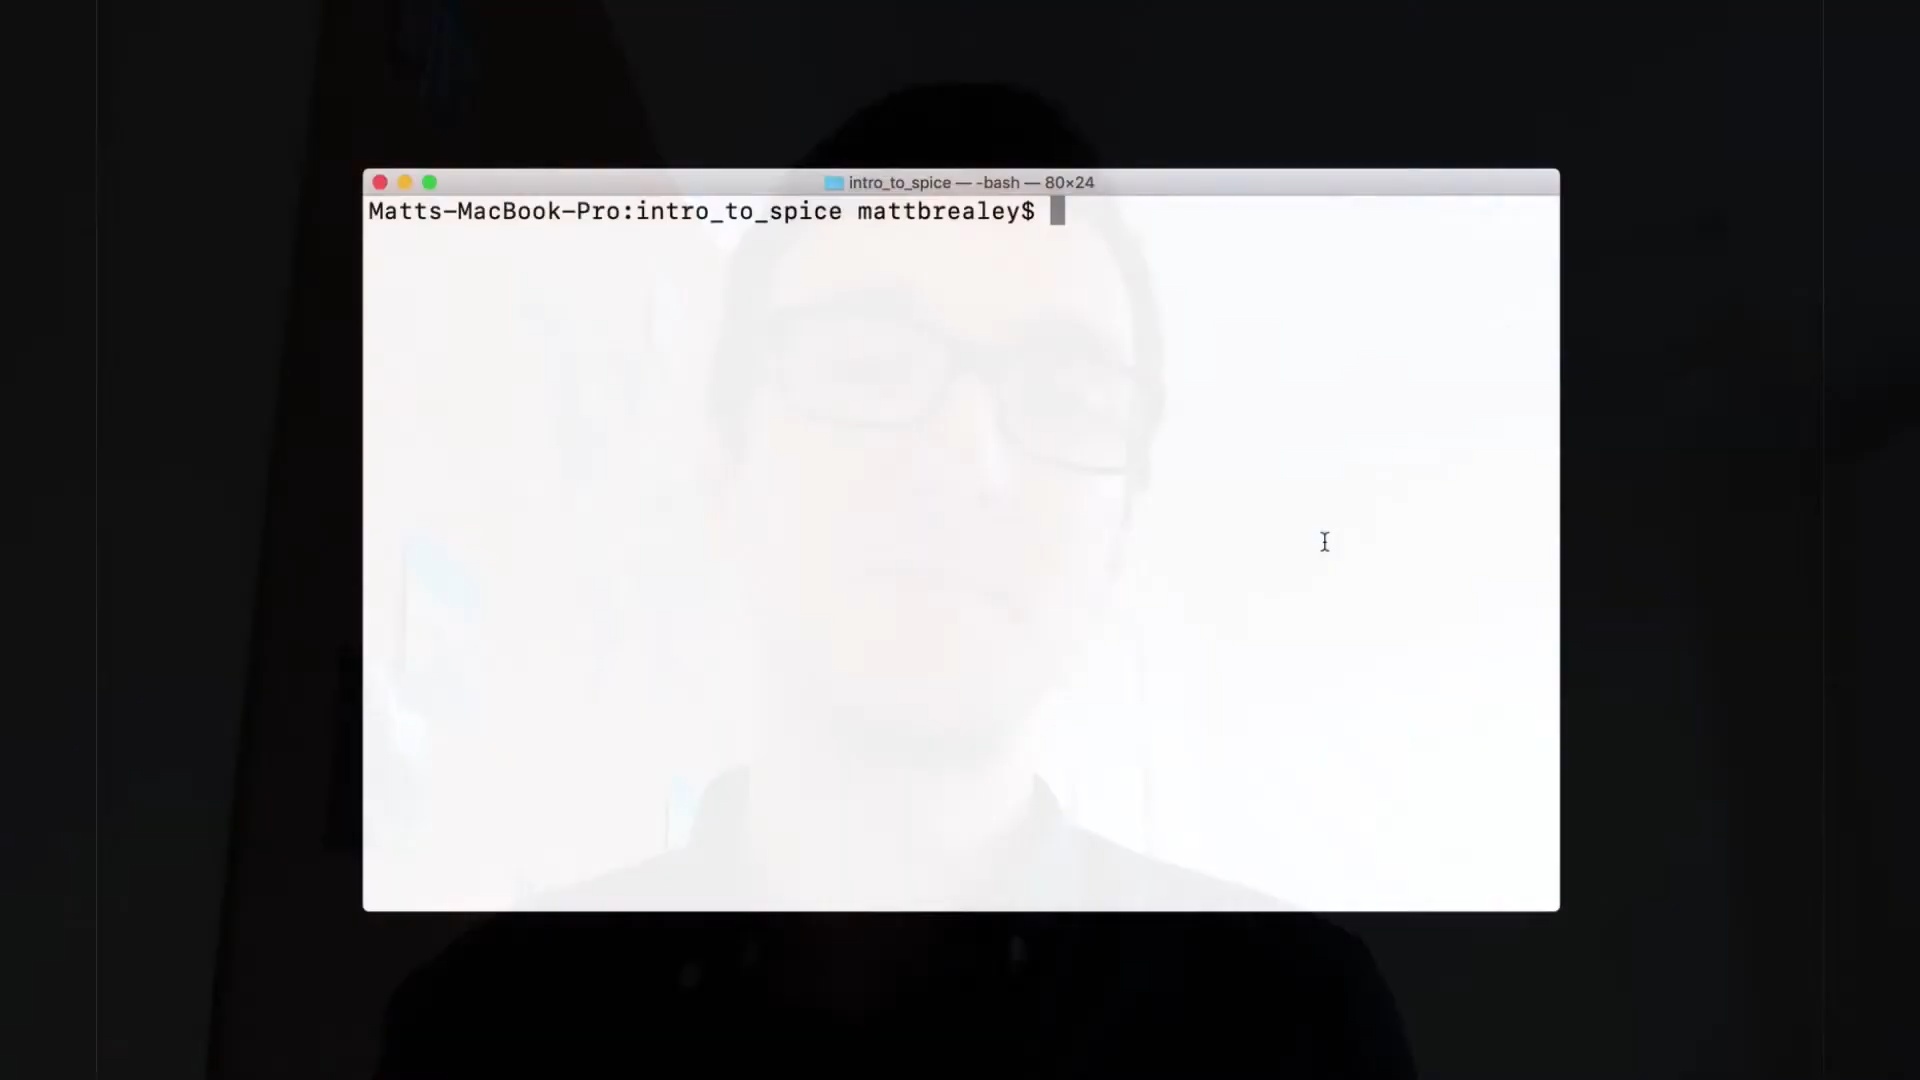 intro_to_spice — -bash — 80×24
Matts-MacBook-Pro:intro_to_spice mattbrealey$